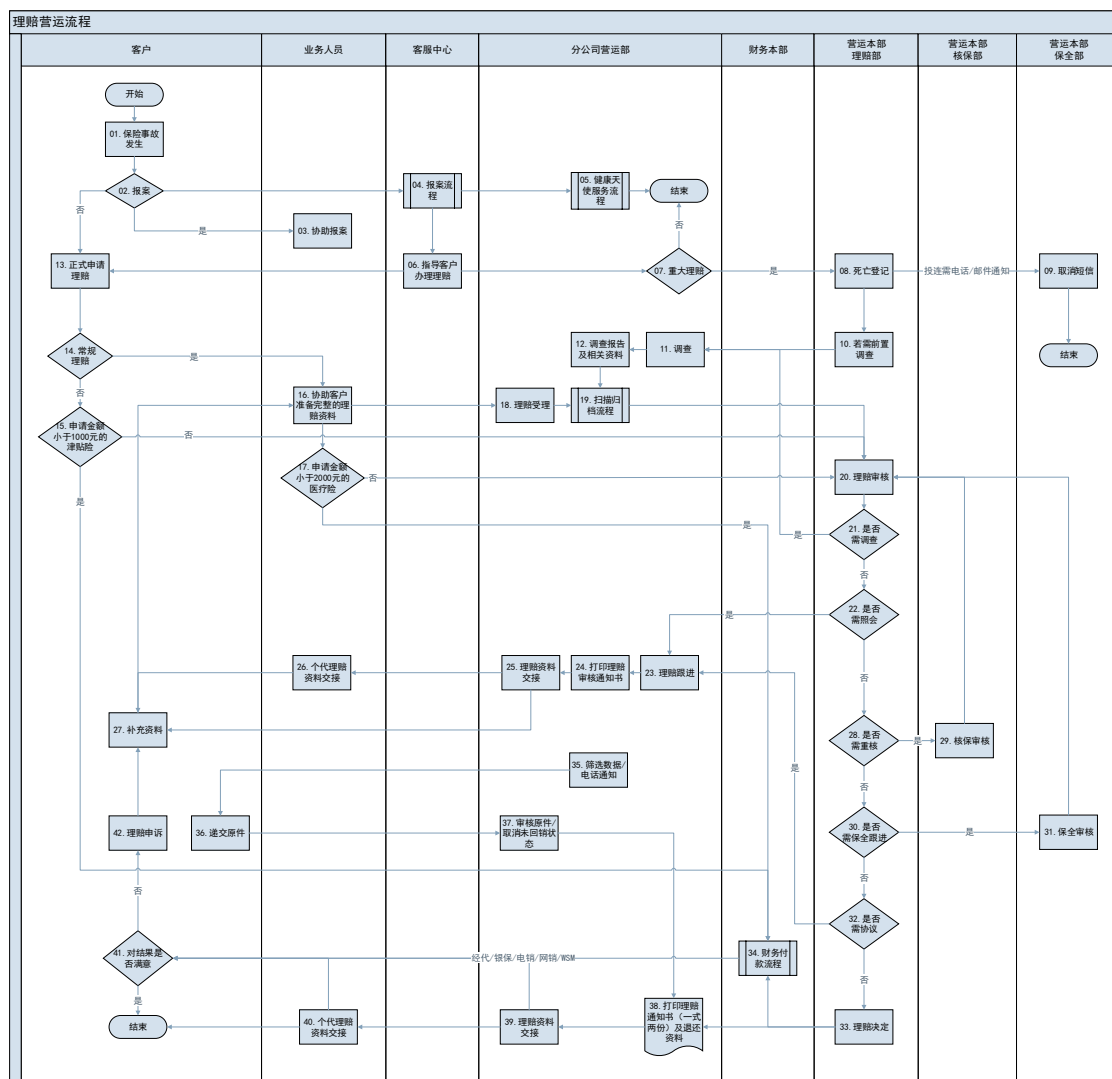 理赔营运流程
客户
业务人员
客服中心
分公司营运部
财务本部
营运本部
理赔部
营运本部
核保部
营运本部
保全部
开始
01. 保险事故
发生
02. 报案
04. 报案流
程
05. 健康天
使服务流
程
结束
否
是
03. 协助报案
否
13. 正式申请
理赔
06. 指导客户
办理理赔
07. 重大理赔
是
08. 死亡登记
投连需电话/邮件通知
09. 取消短信
14. 常规
理赔
是
12. 调查报告
及相关资料
11. 调查
10. 若需前置
调查
结束
否
16. 协助客户
准备完整的理
赔资料
18. 理赔受理
19. 扫描归
档流程
15. 申请金额
小于1000元的
津贴险
否
17. 申请金额
小于2000元的
医疗险
否
20. 理赔审核
是
是
是
21. 是否
需调查
否
22. 是否
需照会
是
否
26. 个代理赔
资料交接
25. 理赔资料
交接
24. 打印理赔
审核通知书
23. 理赔跟进
27. 补充资料
28. 是否
需重核
是
29. 核保审核
35. 筛选数据/
电话通知
是
否
42. 理赔申诉
36. 递交原件
37. 审核原件/
取消未回销状
态
30. 是否
需保全跟进
是
31. 保全审核
否
否
32. 是否
需协议
41. 对结果是
否满意
经代/银保/电销/网销/WSM
34. 财务付
款流程
否
是
结束
40. 个代理赔
资料交接
39. 理赔资料
交接
38. 打印理赔
通知书（一式
两份）及退还
资料
33. 理赔决定